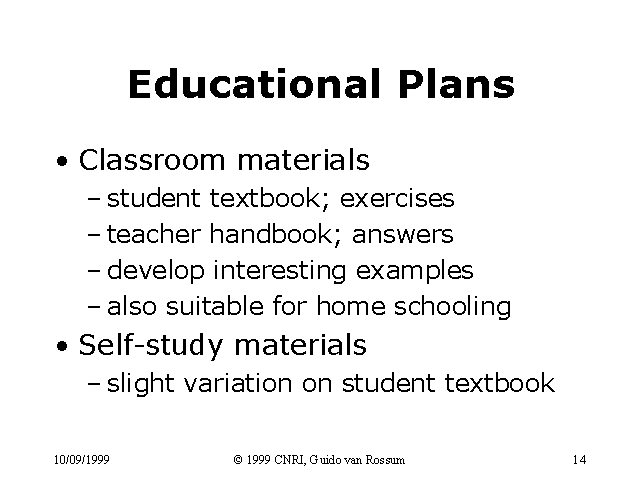 Educational Plans
• Classroom materials
– student textbook; exercises
– teacher handbook; answers
– develop interesting examples
– also suitable for home schooling
• Self-study materials
– slight variation on student textbook
10/09/1999 © 1999 CNRI, Guido van Rossum 14